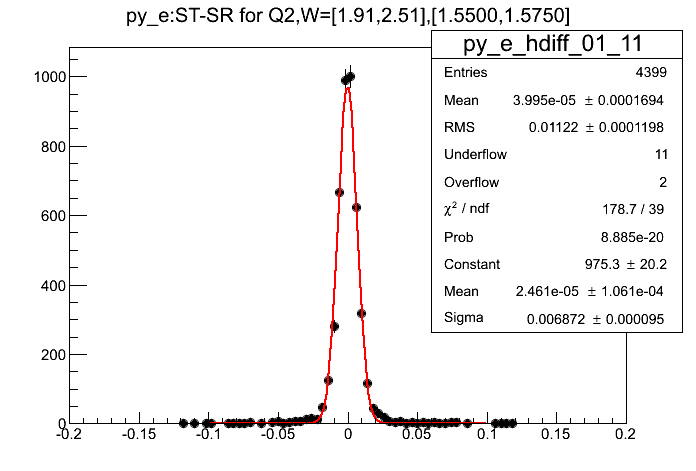 py_e:ST-SR for Q2,W=[1.91,2.51],[1.5500,1.5750]
py_e_hdiff_01_11
Entries 4399
Mean 3.995e-05 ± 0.0001694
RMS 0.01122 ± 0.0001198
Underflow 11
Overflow 2
χ² / ndf 178.7 / 39
Prob 8.885e-20
Constant 975.3 ± 20.2
Mean 2.461e-05 ± 1.061e-04
Sigma 0.006872 ± 0.000095
1000
800
600
400
200
0
-0.2 -0.15 -0.1 -0.05 0 0.05 0.1 0.15 0.2